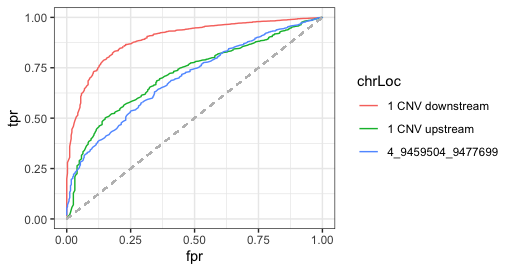 1.00
0.75
0.50
0.25
0.00
tpr
0.00 0.25 0.50 0.75 1.00
fpr
chrLoc
1 CNV downstream
1 CNV upstream
4_9459504_9477699